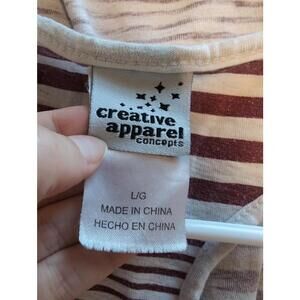 creative
apparel
concepts
L/G
MADE IN CHINA
HECHO EN CHINA